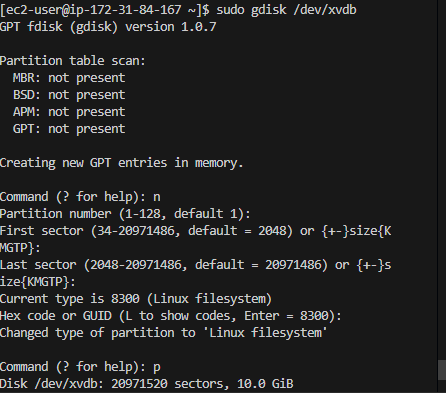 [ec2-user@ip-172-31-84-167 ~]$ sudo gdisk /dev/xvdb
GPT fdisk (gdisk) version 1.0.7
Partition table scan:
  MBR: not present
  BSD: not present
  APM: not present
  GPT: not present
Creating new GPT entries in memory.
Command (? for help): n
Partition number (1-128, default 1):
First sector (34-20971486, default = 2048) or {+-}size{K
MGTP}:
Last sector (2048-20971486, default = 20971486) or {+-}s
ize{KMGTP}:
Current type is 8300 (Linux filesystem)
Hex code or GUID (L to show codes, Enter = 8300):
Changed type of partition to 'Linux filesystem'
Command (? for help): p
Disk /dev/xvdb: 20971520 sectors, 10.0 GiB